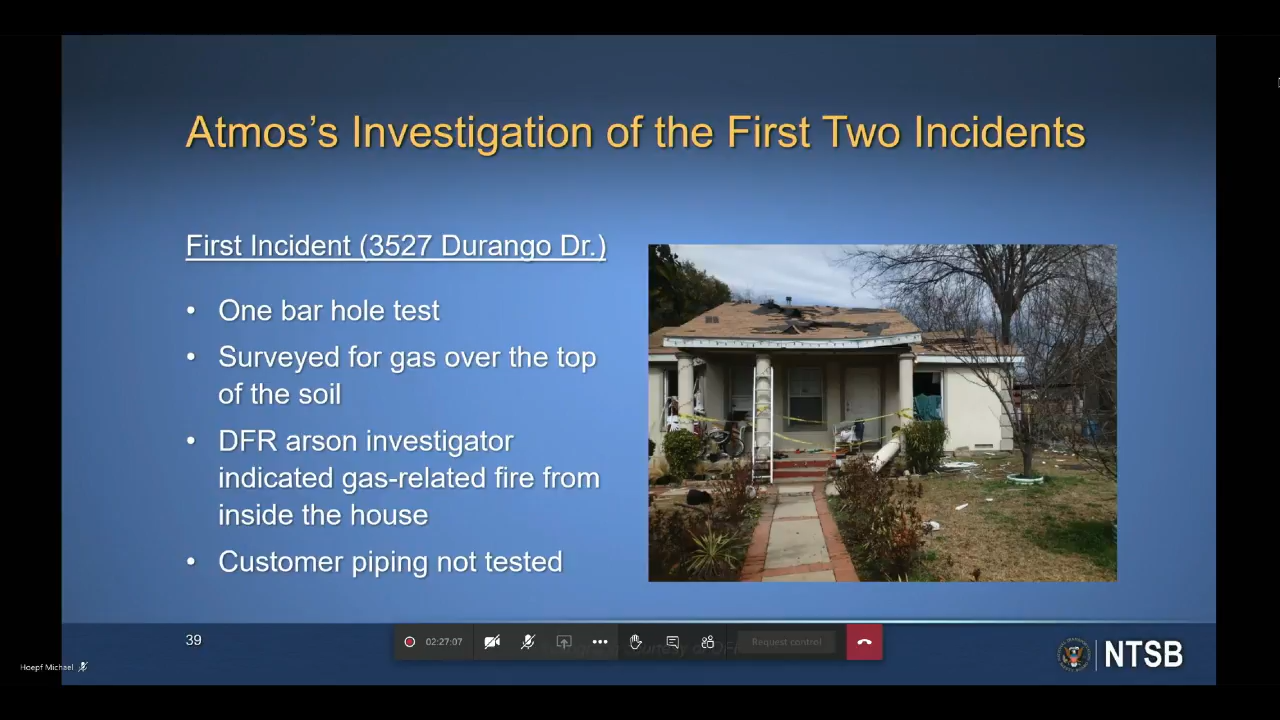 Atmos's Investigation of the First Two Incidents
First Incident (3527 Durango Dr.)
• One bar hole test
• Surveyed for gas over the top
of the soil
• DFR arson investigator
indicated gas-related fire from
inside the house
• Customer piping not tested
39
02:27:07
Request control
NTSB
Hoepf Michael